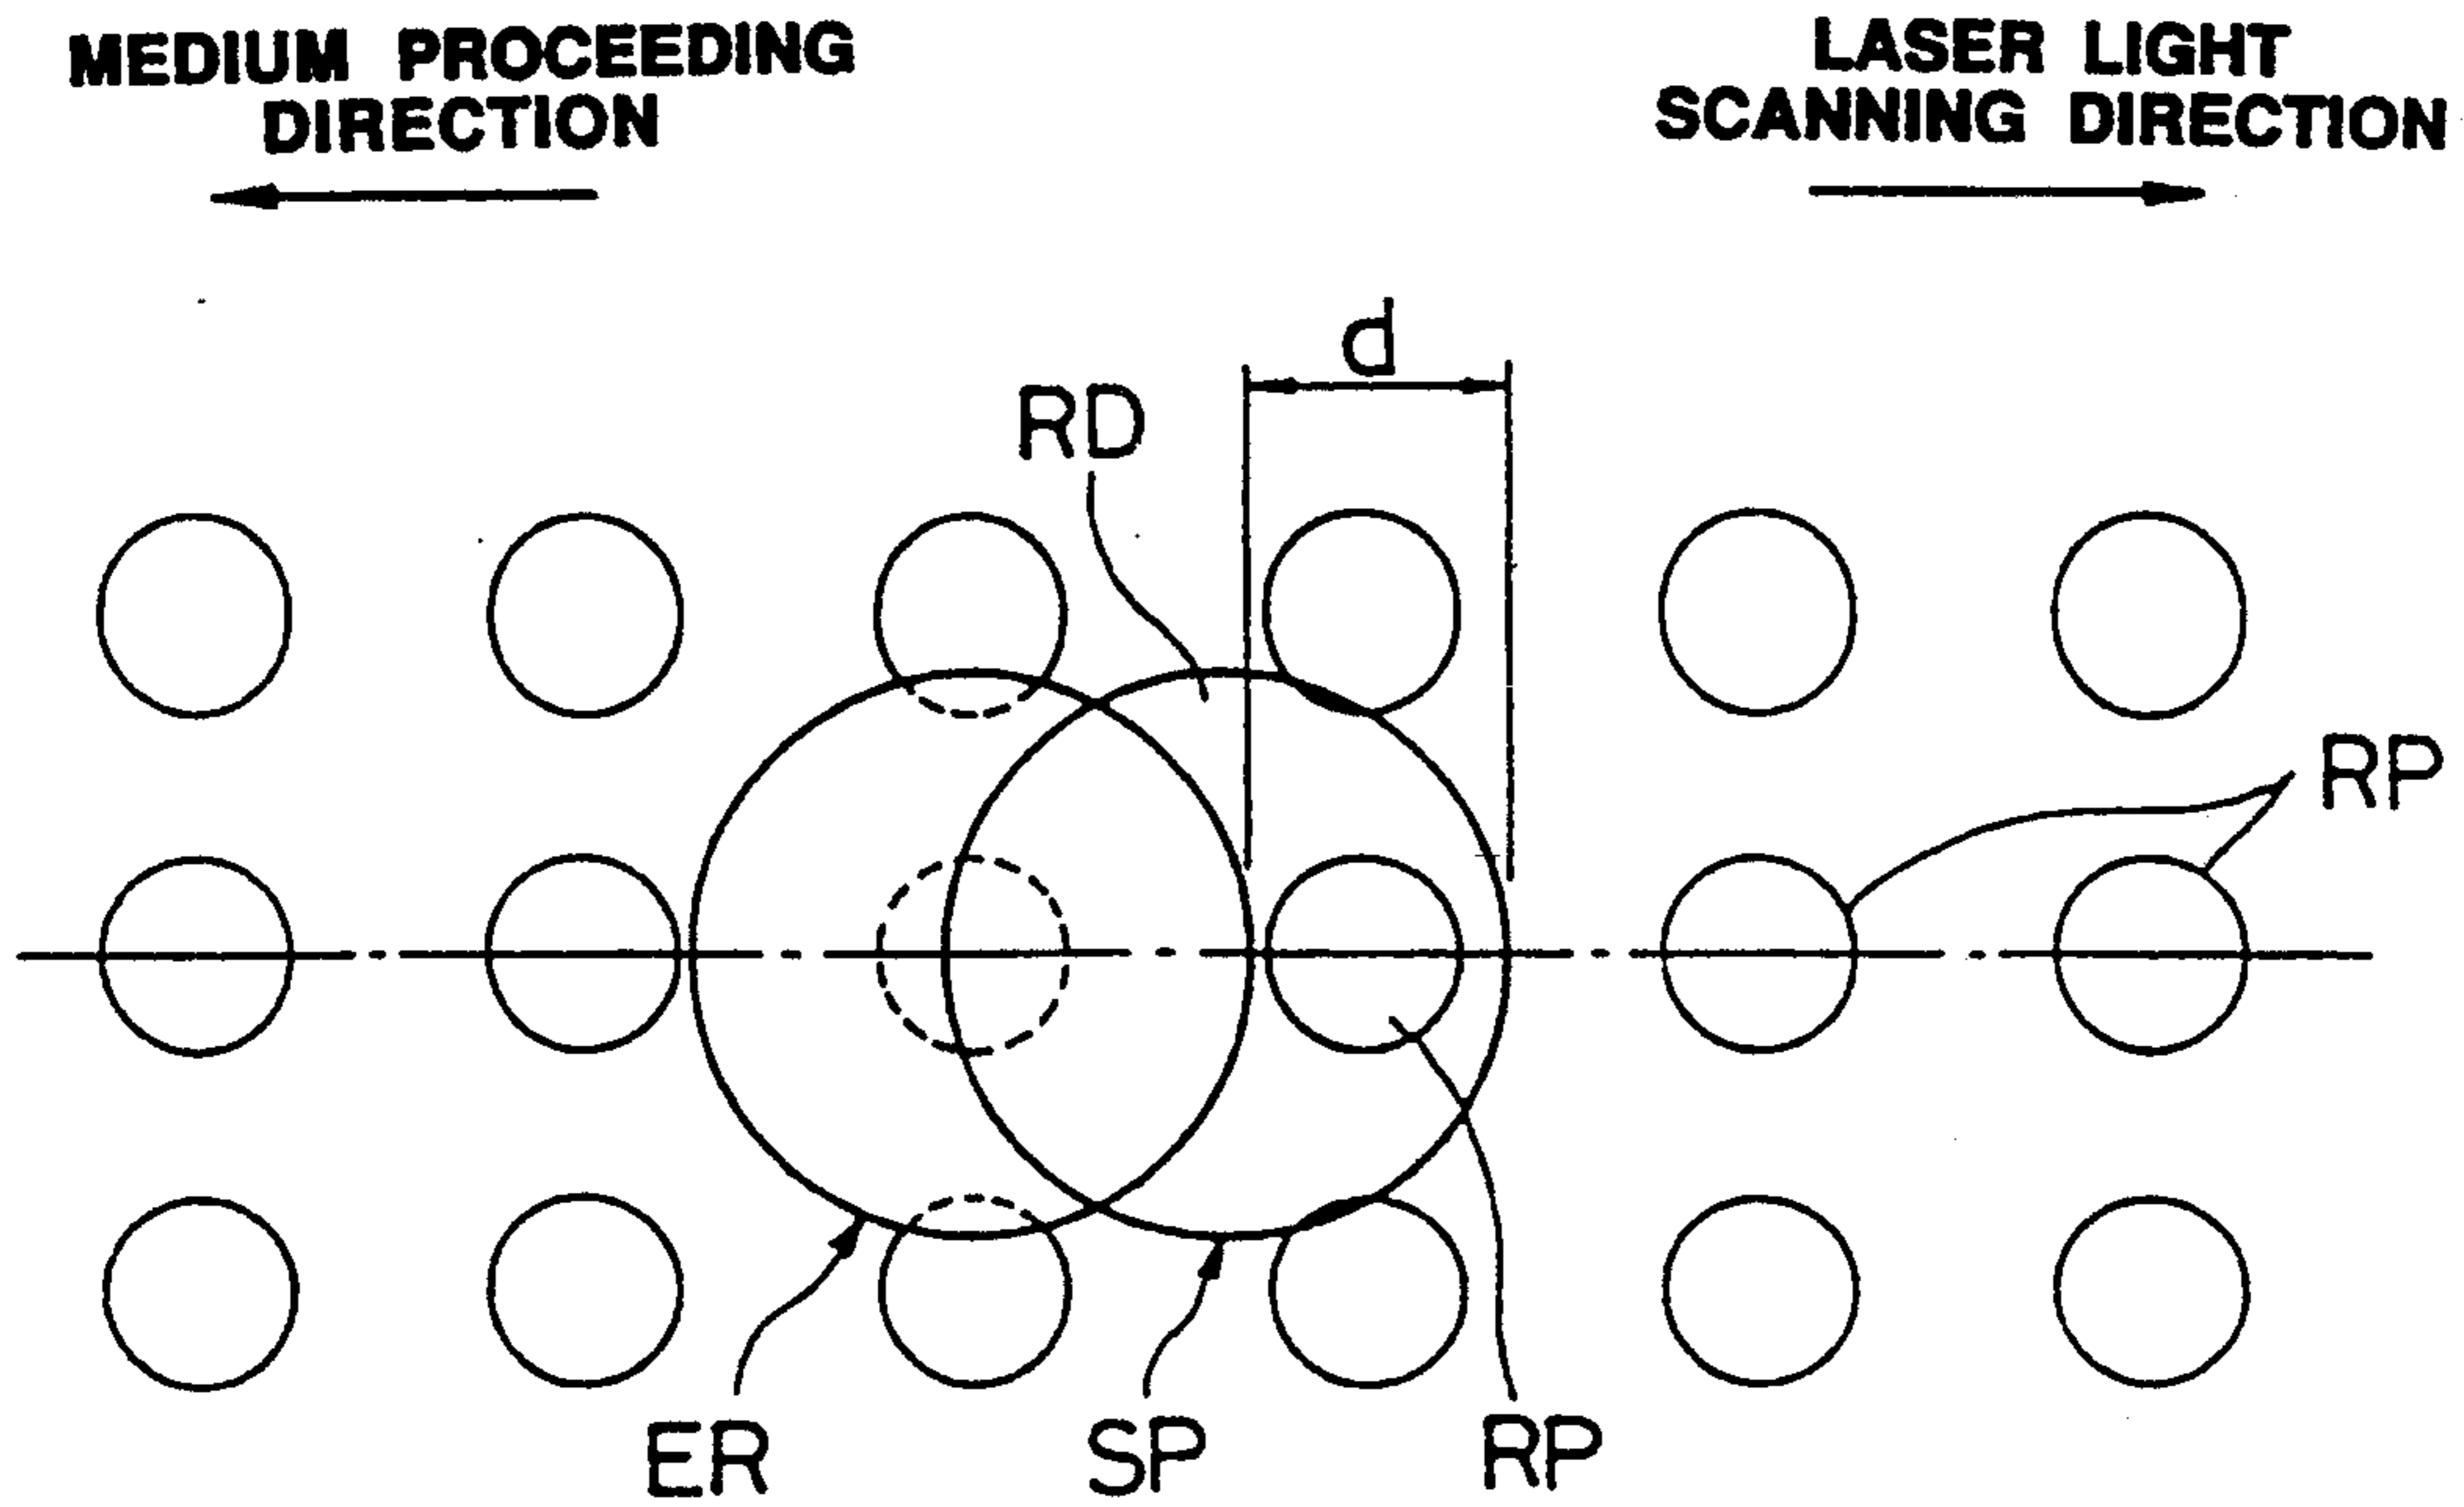 MEDIUM PROCEEDING
DIRECTION
LASER LIGHT
SCANNING DIRECTION
d
RD
RP
ER
SP
RP